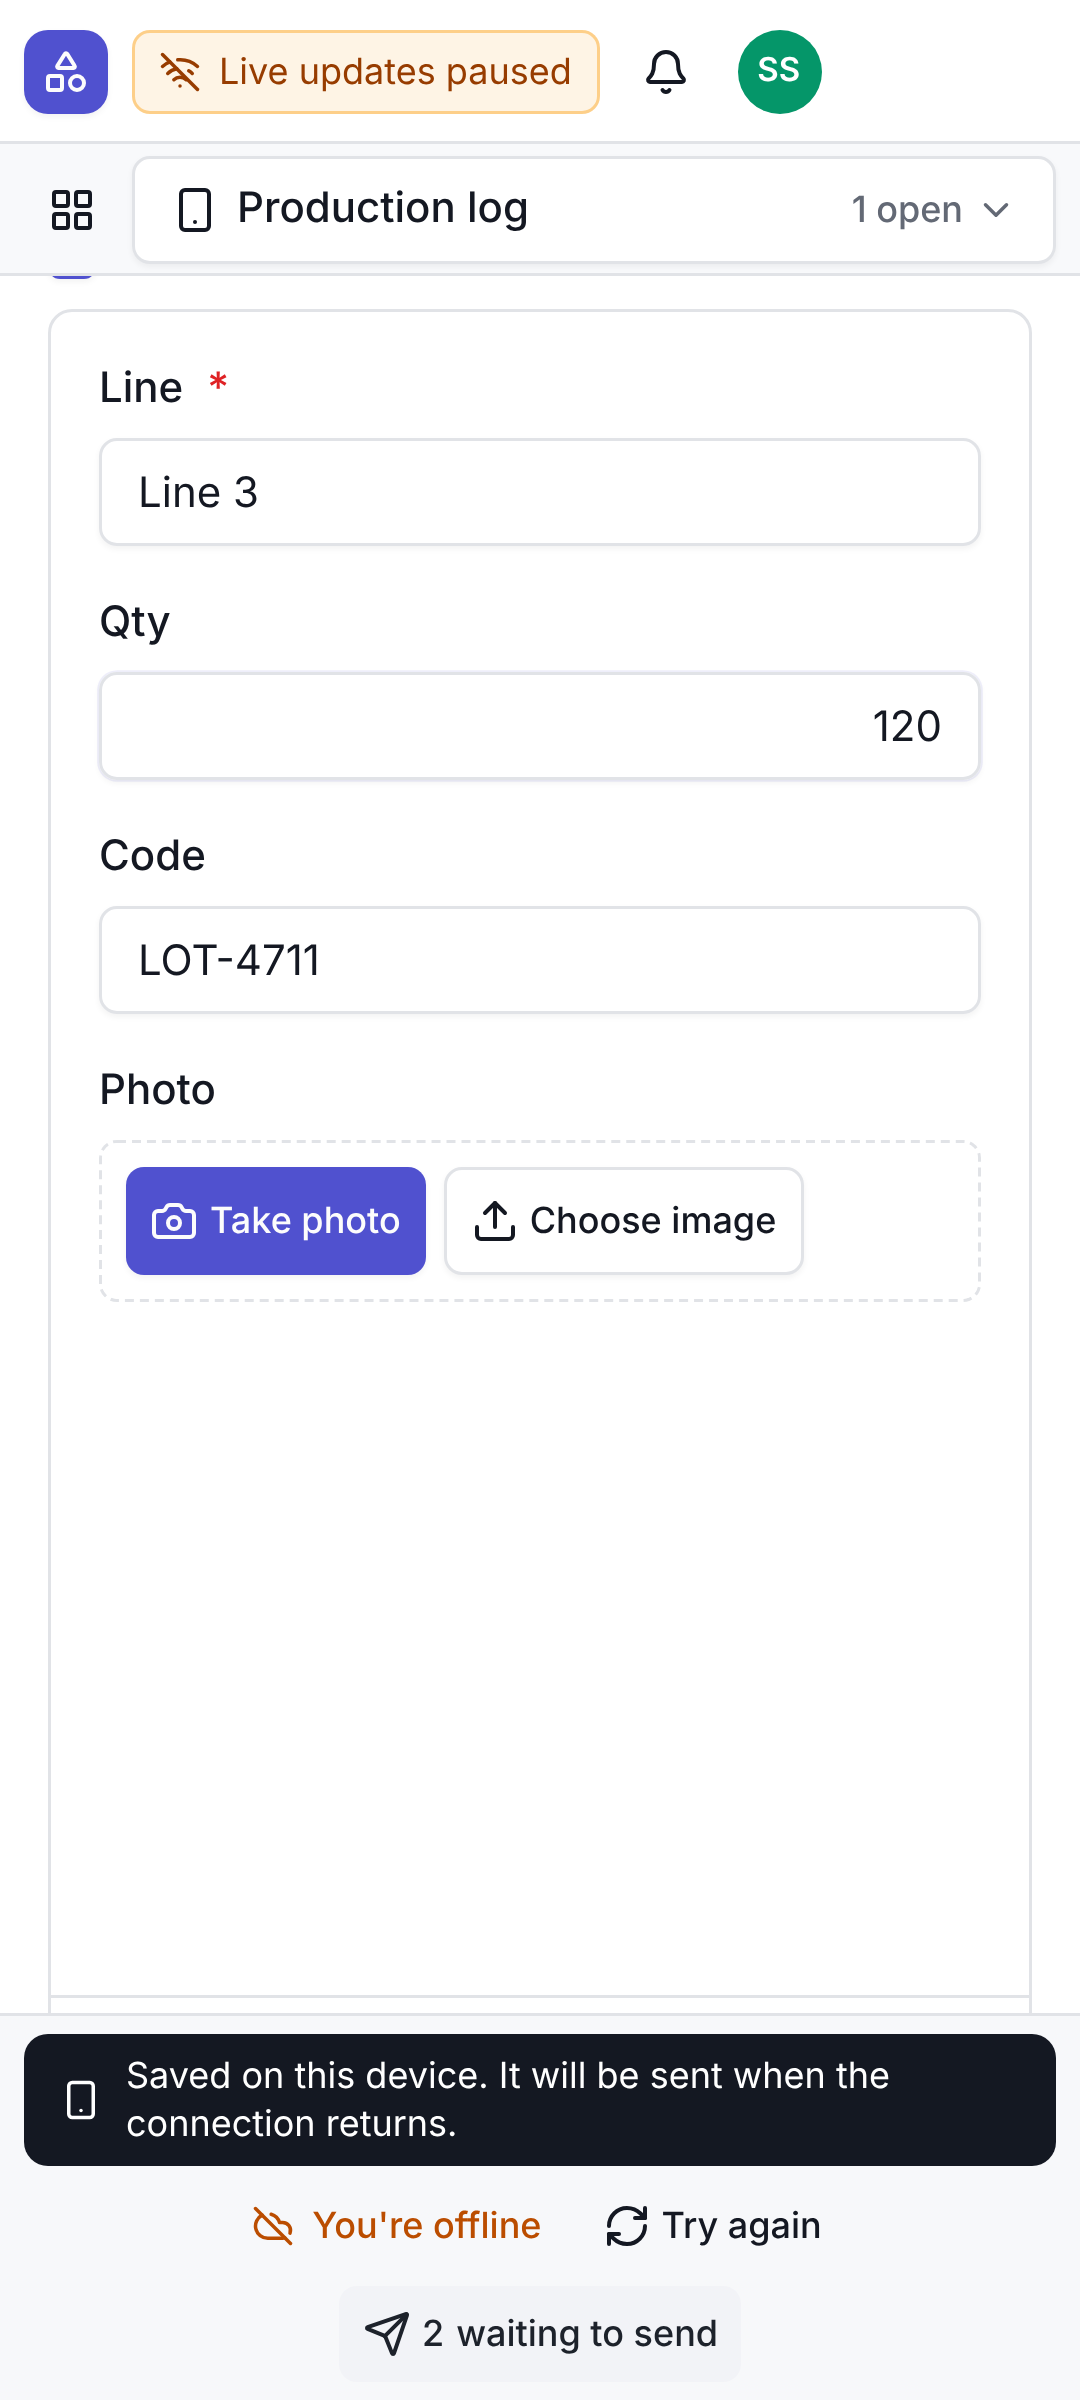 Live updates paused
SS
Production log
1 open
Line *
Line 3
Qty
120
Code
LOT-4711
Photo
Take photo
Choose image
Saved on this device. It will be sent when the
connection returns.
You're offline
Try again
2 waiting to send